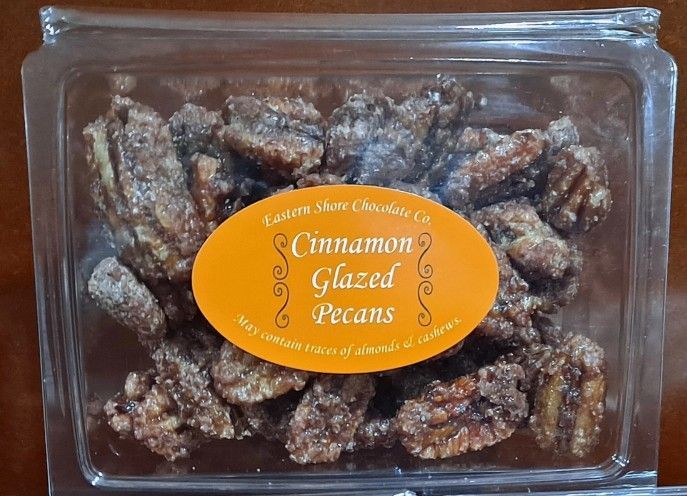 Eastern Shore Chocolate Co.
Cinnamon
Glazed
Pecans
May contain traces of almonds & cashews.